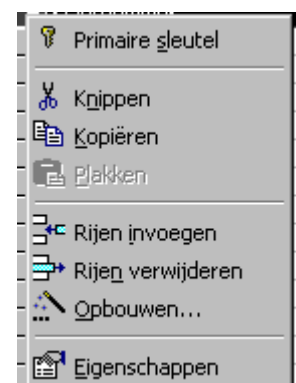 Primaire sleutel
Knippen
Kopiëren
Plakken
Rijen invoegen
Rijen verwijderen
Opbouwen...
Eigenschappen